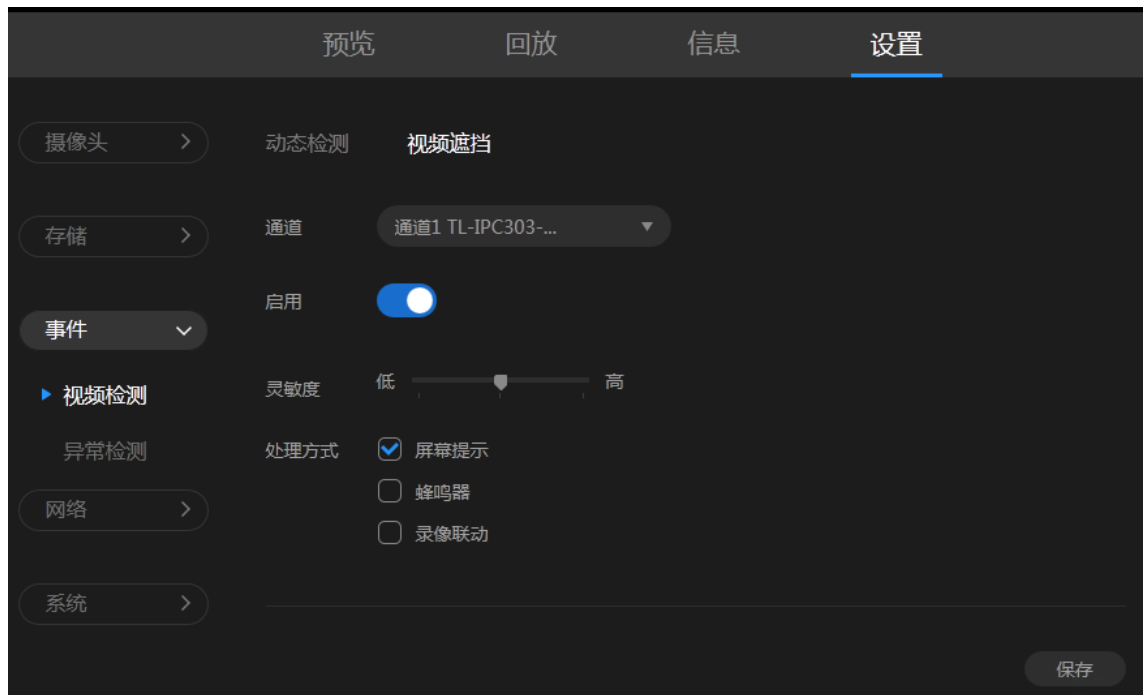 预览 回放 信息 设置
摄像头
动态检测 视频遮挡
存储
通道 通道1 TL-IPC303-...
启用
事件
灵敏度 低 高
视频检测
异常检测
处理方式 屏幕提示
网络
蜂鸣器
录像联动
系统
保存